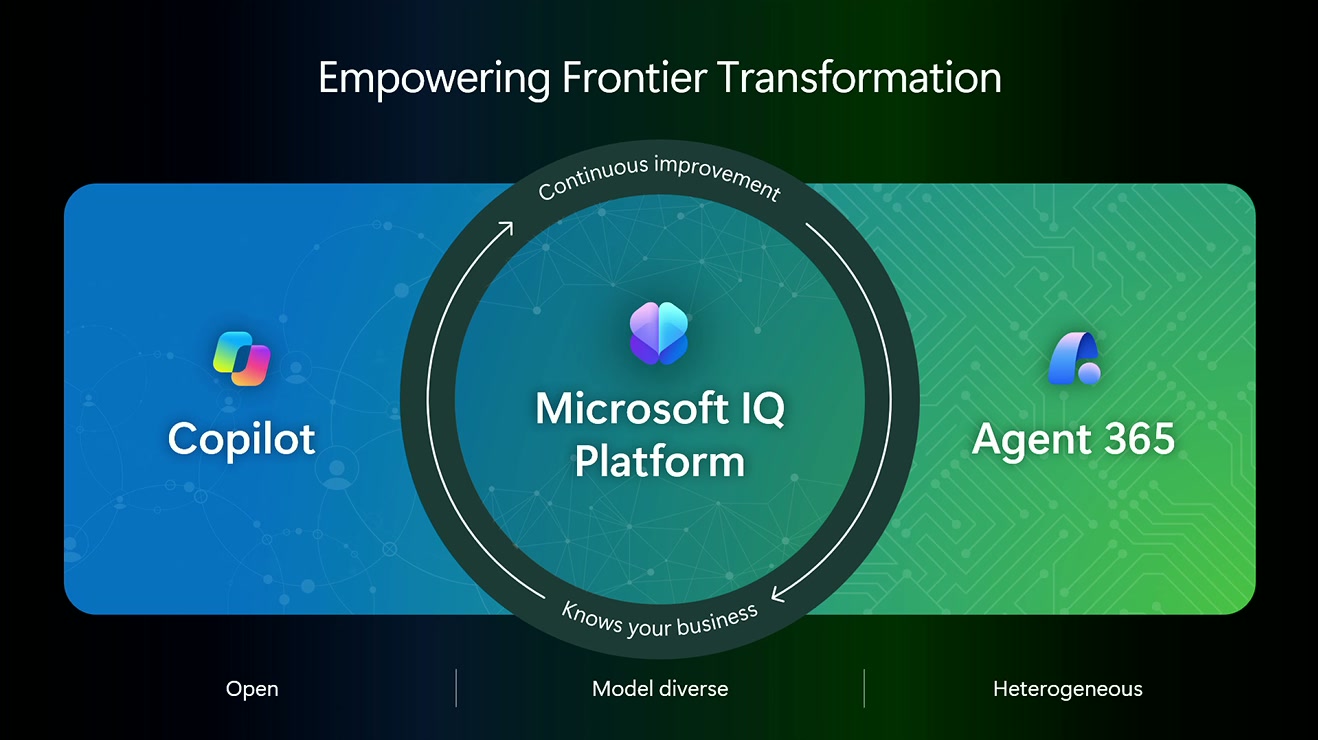 Empowering Frontier Transformation
Continuous improvement
Copilot
Microsoft IQ
Platform
Agent 365
Knows your business
Open
Model diverse
Heterogeneous